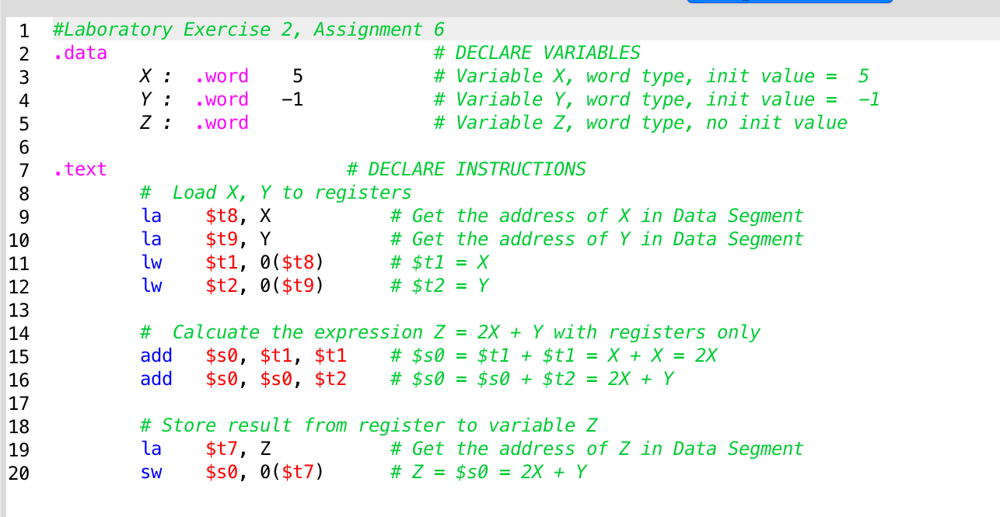 1 #Laboratory Exercise 2, Assignment 6
2 .data # DECLARE VARIABLES
3 X : .word 5 # Variable X, word type, init value = 5
4 Y : .word -1 # Variable Y, word type, init value = -1
5 Z : .word # Variable Z, word type, no init value
6
7 .text # DECLARE INSTRUCTIONS
8 # Load X, Y to registers
9 la $t8, X # Get the address of X in Data Segment
10 la $t9, Y # Get the address of Y in Data Segment
11 lw $t1, 0($t8) # $t1 = X
12 lw $t2, 0($t9) # $t2 = Y
13
14 # Calcuate the expression Z = 2X + Y with registers only
15 add $s0, $t1, $t1 # $s0 = $t1 + $t1 = X + X = 2X
16 add $s0, $s0, $t2 # $s0 = $s0 + $t2 = 2X + Y
17
18 # Store result from register to variable Z
19 la $t7, Z # Get the address of Z in Data Segment
20 sw $s0, 0($t7) # Z = $s0 = 2X + Y